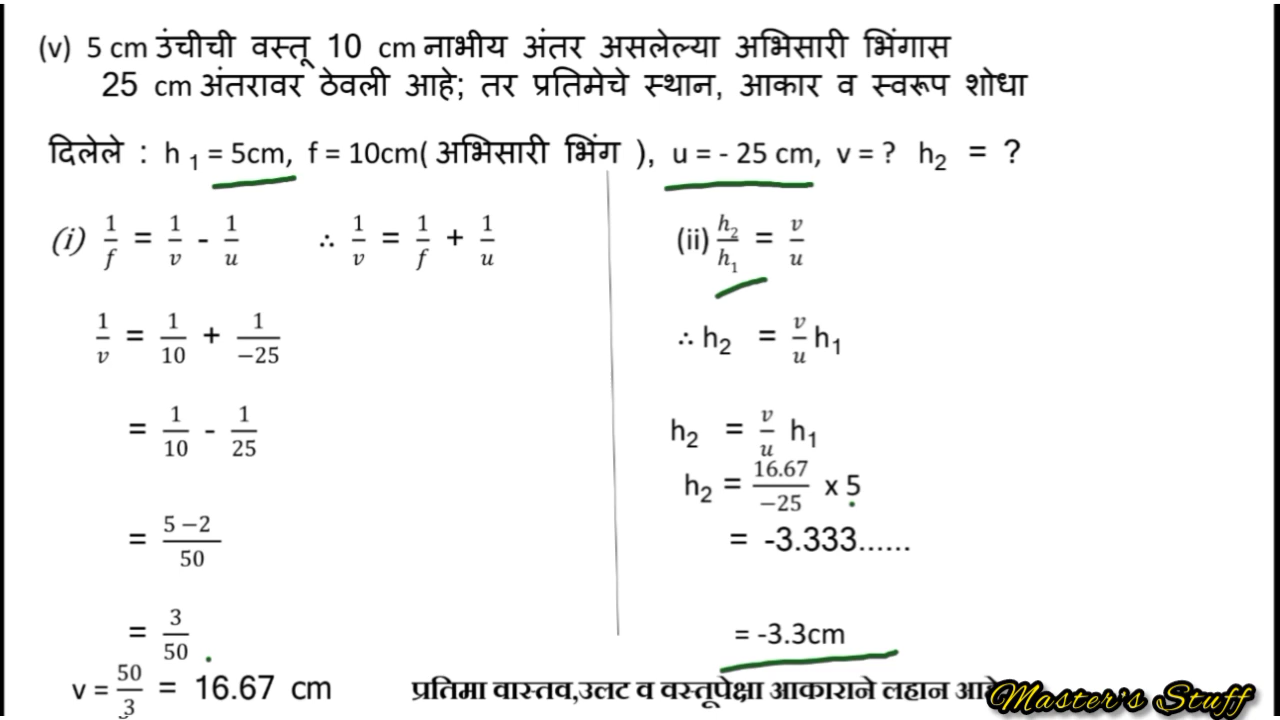 (v) 5 cm उंचीची वस्तू 10 cm नाभीय अंतर असलेल्या अभिसारी भिंगास
25 cm अंतरावर ठेवली आहे; तर प्रतिमेचे स्थान, आकार व स्वरूप शोधा
दिलेले : h₁ = 5cm, f = 10cm( अभिसारी भिंग ), u = - 25 cm, v = ? h₂ = ?
(i) 1/f = 1/v - 1/u ∴ 1/v = 1/f + 1/u
1/v = 1/10 + 1/−25
= 1/10 - 1/25
= 5 −2/50
= 3/50
v = 50/3 = 16.67 cm
(ii) h₂/h₁ = v/u
∴ h₂ = v/u h₁
h₂ = v/u h₁
h₂ = 16.67/−25 x 5
= -3.333......
= -3.3cm
प्रतिमा वास्तव,उलट व वस्तूपेक्षा आकाराने लहान आहे
Master's Stuff